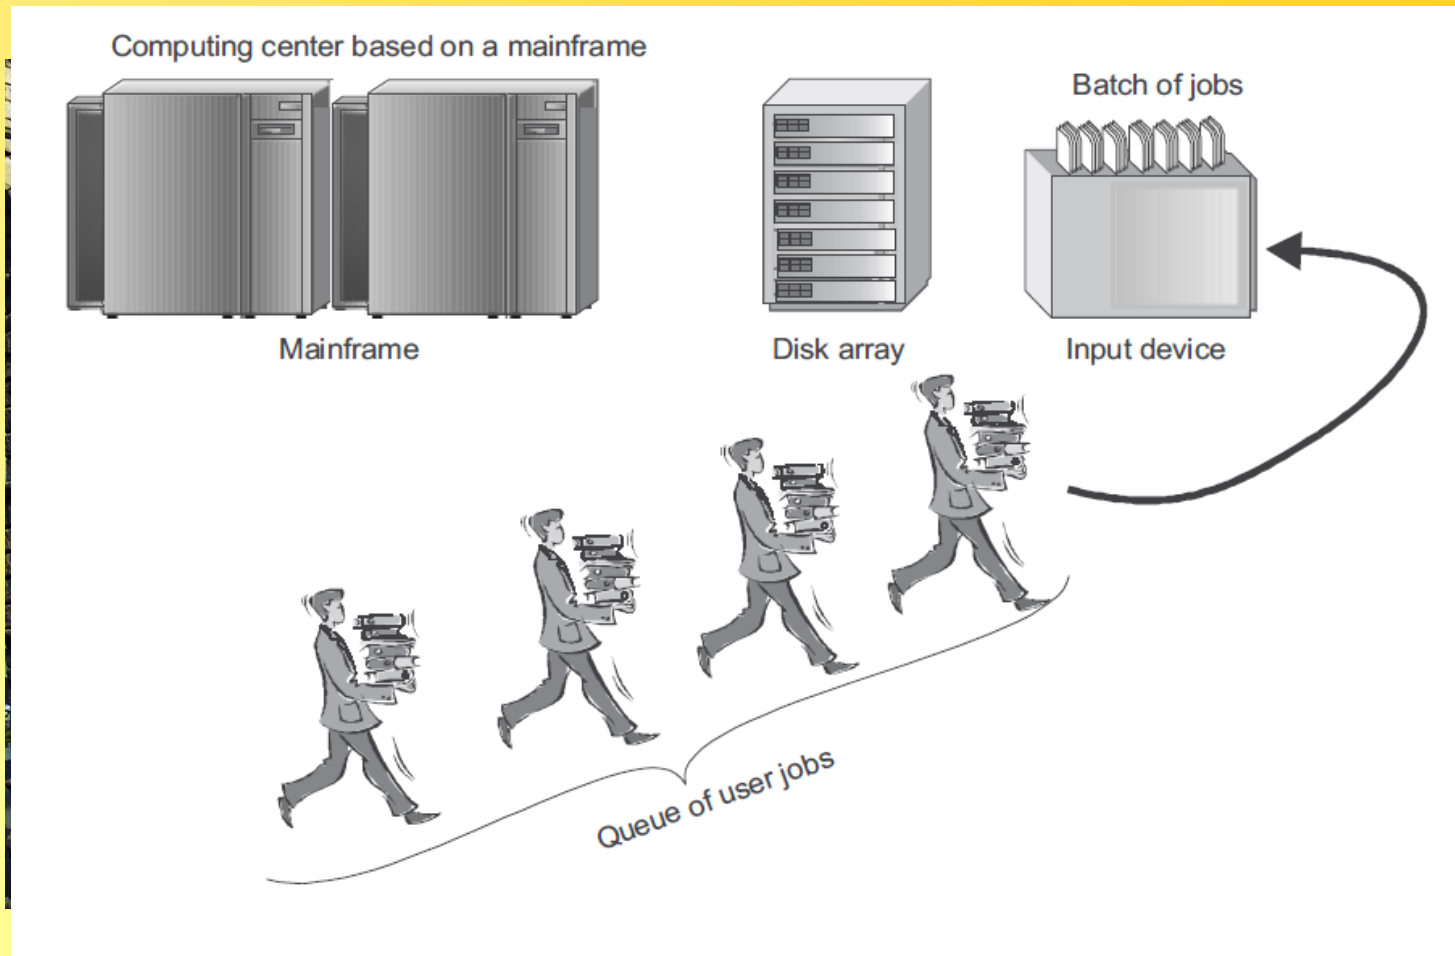 Computing center based on a mainframe
Batch of jobs
Mainframe
Disk array
Input device
Queue of user jobs